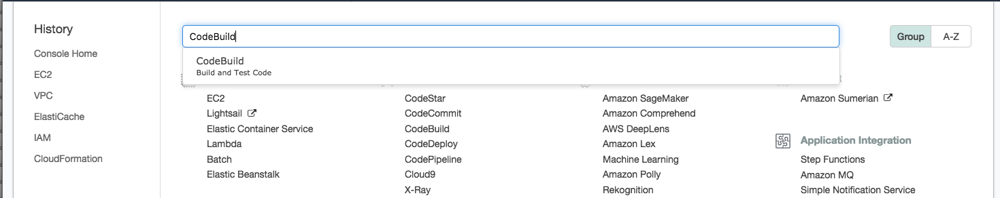 History
Console Home
EC2
VPC
ElastiCache
IAM
CloudFormation
CodeBuild
Group
A-Z
CodeBuild
Build and Test Code
EC2
Lightsail
Elastic Container Service
Lambda
Batch
Elastic Beanstalk
CodeStar
CodeCommit
CodeBuild
CodeDeploy
CodePipeline
Cloud9
X-Ray
Amazon SageMaker
Amazon Comprehend
AWS DeepLens
Amazon Lex
Machine Learning
Amazon Polly
Rekognition
Amazon Sumerian
Application Integration
Step Functions
Amazon MQ
Simple Notification Service